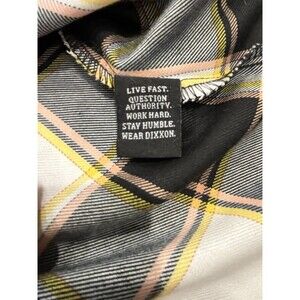 LIVE FAST.
QUESTION
AUTHORITY.
WORK HARD.
STAY HUMBLE.
WEAR DIXXON.